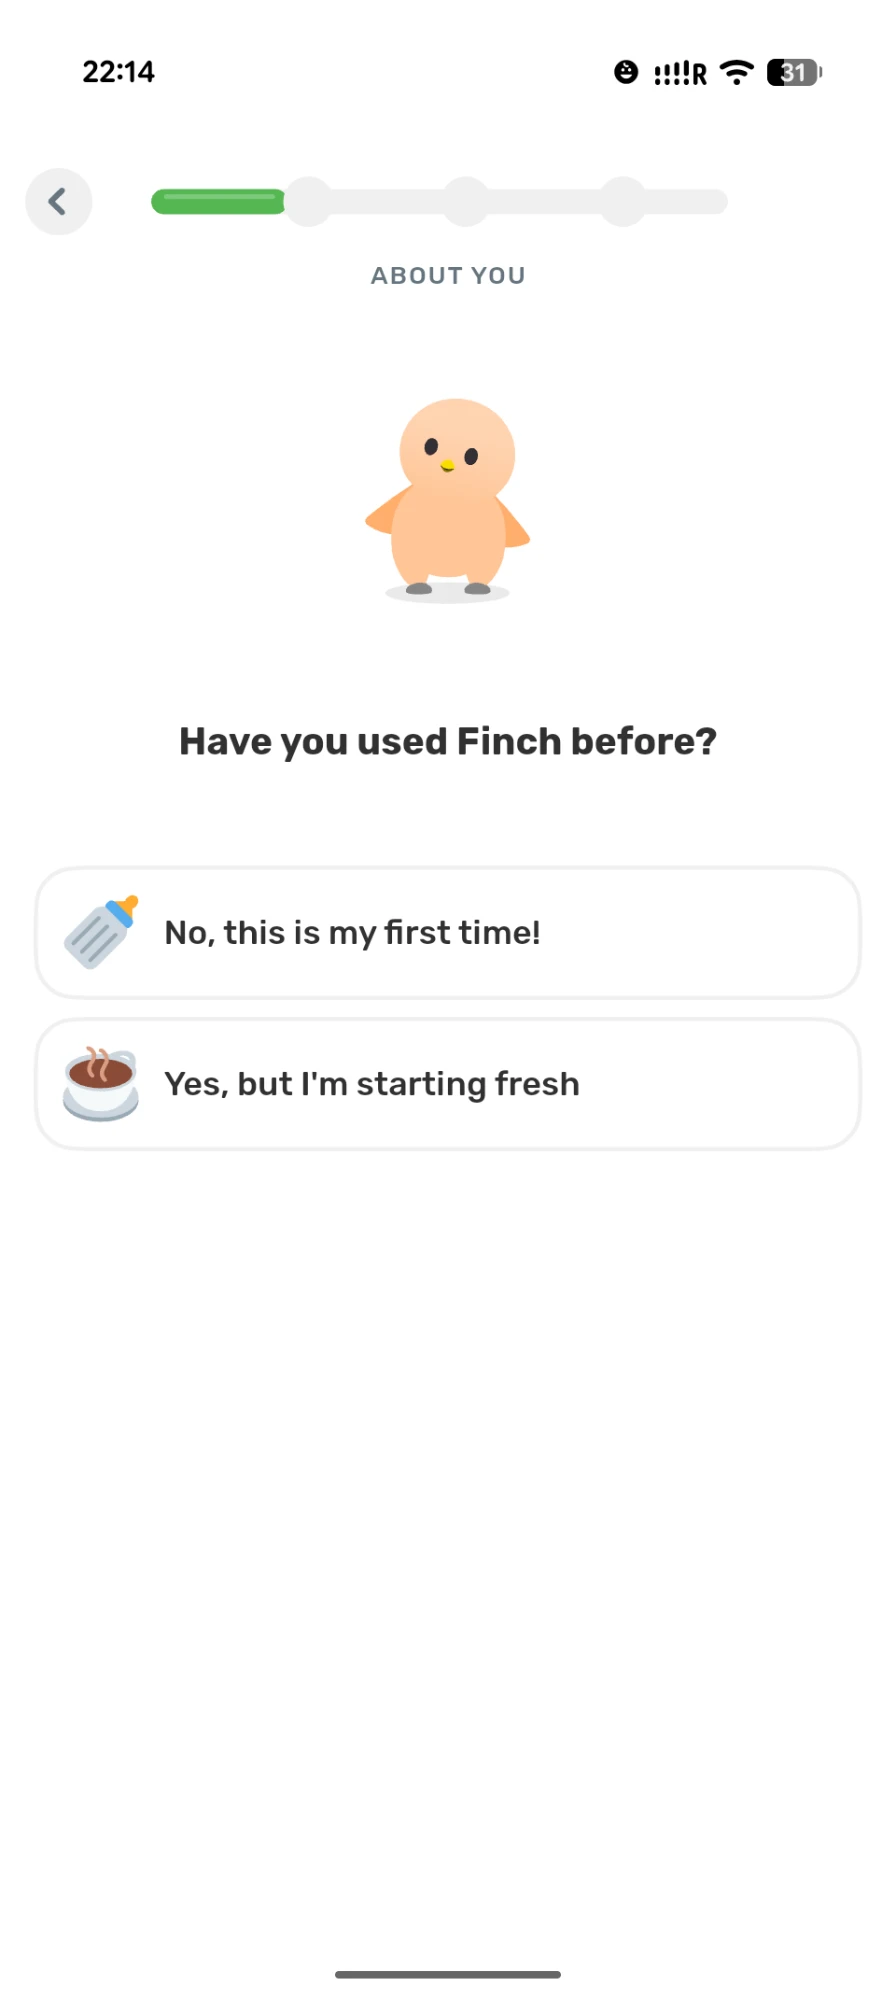 22:14
R
31
ABOUT YOU
Have you used Finch before?
No, this is my first time!
Yes, but I'm starting fresh